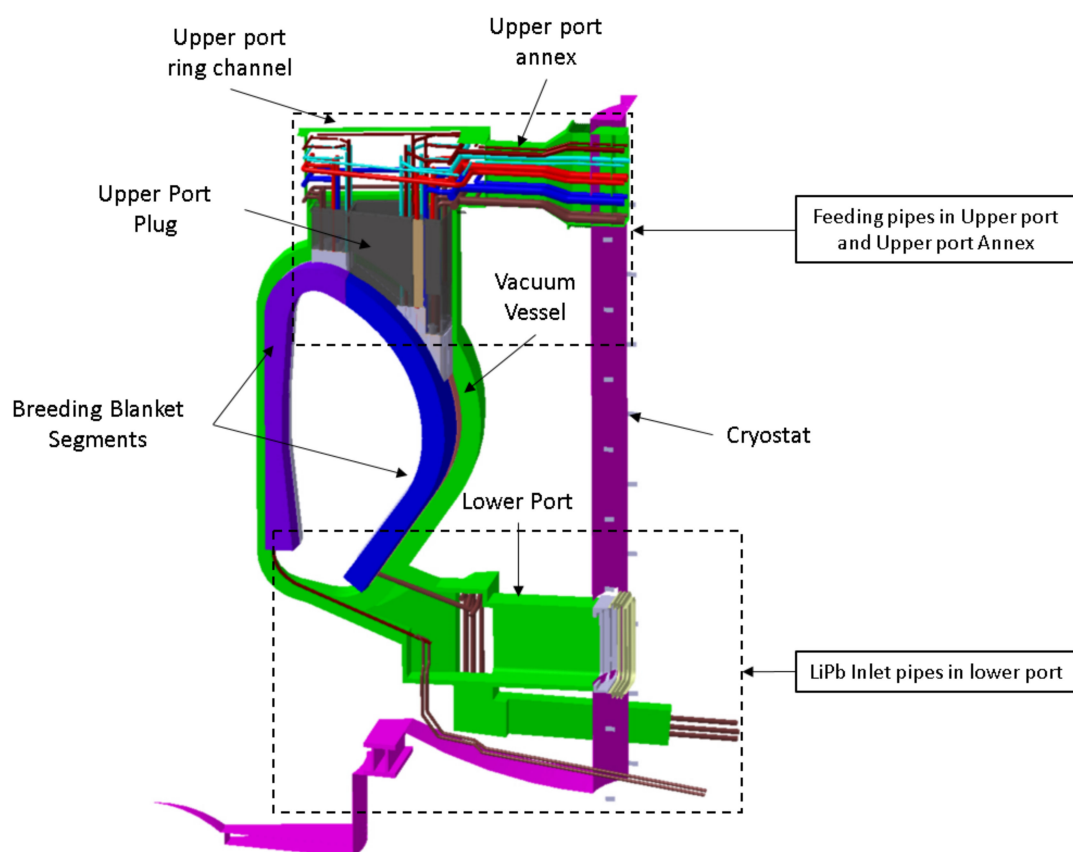 Upper port
ring channel
Upper port
annex
Upper Port
Plug
Feeding pipes in Upper port
and Upper port Annex
Vacuum
Vessel
Breeding Blanket
Segments
Cryostat
Lower Port
LiPb Inlet pipes in lower port